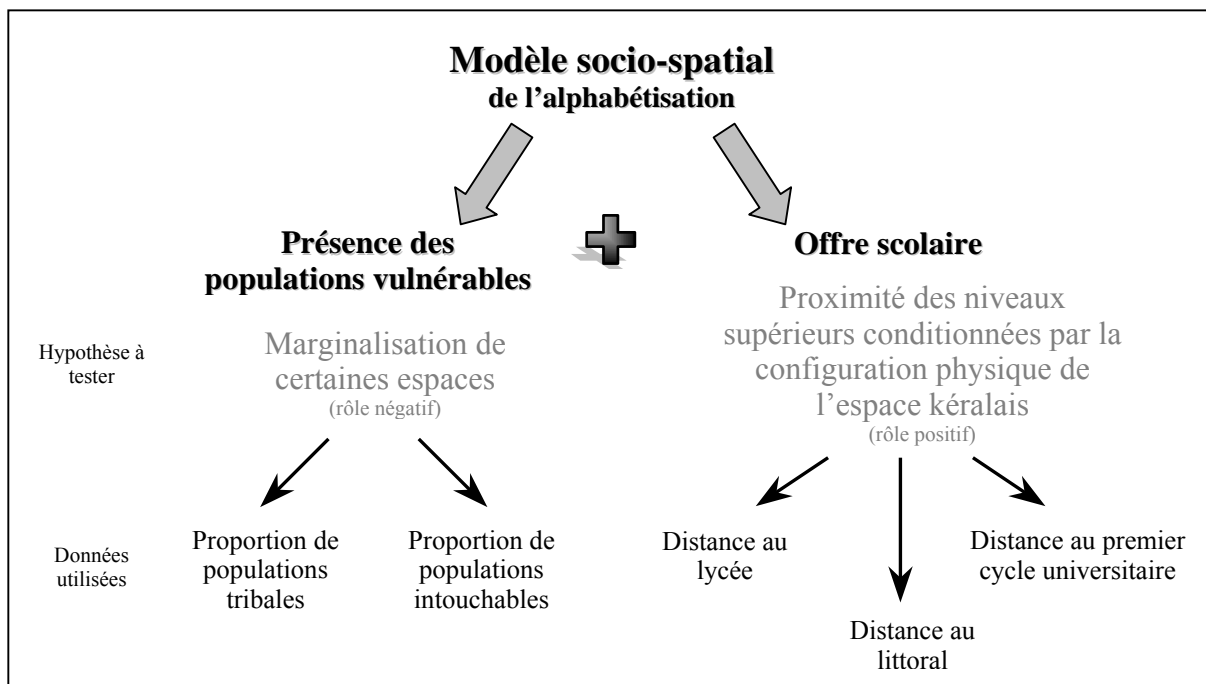 Modèle socio-spatial
de l’alphabétisation
Présence des
populations vulnérables
Offre scolaire
Hypothèse à
tester
Marginalisation de
certaines espaces
(rôle négatif)
Proximité des niveaux
supérieurs conditionnées par la
configuration physique de
l’espace kéralais
(rôle positif)
Données
utilisées
Proportion de
populations
tribales
Proportion de
populations
intouchables
Distance au
lycée
Distance au
littoral
Distance au premier
cycle universitaire